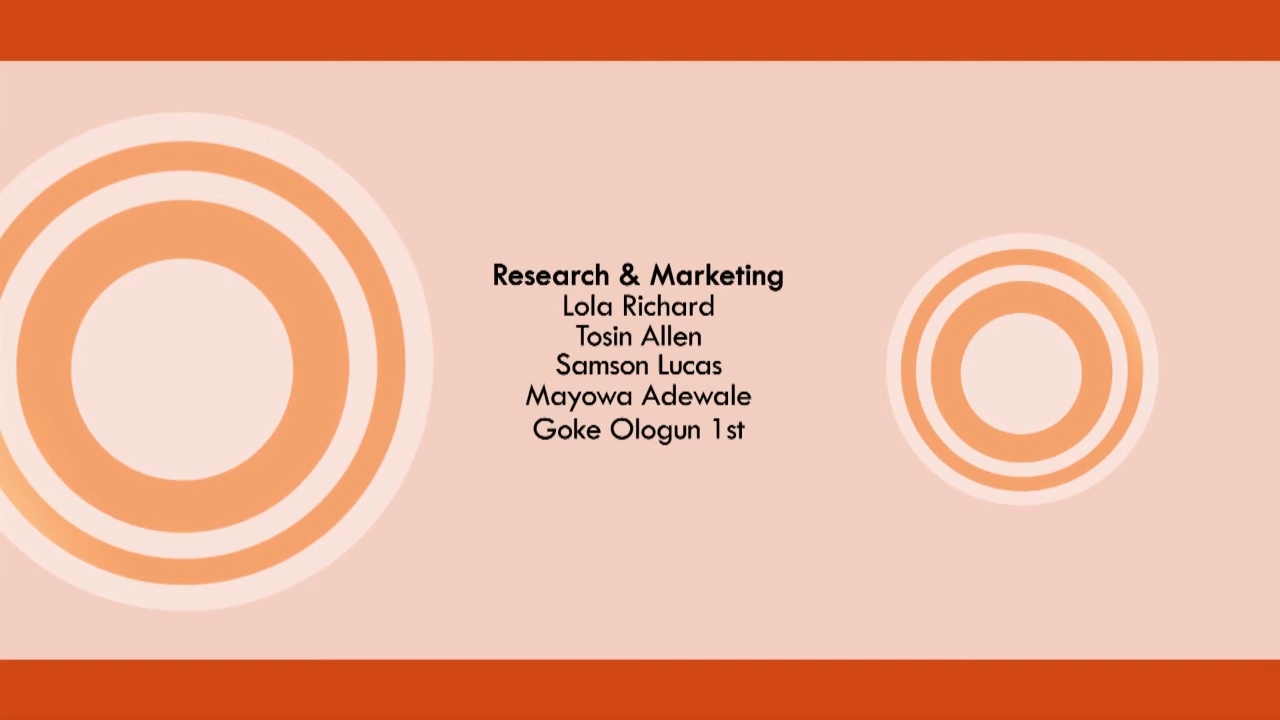 Research & Marketing
Lola Richard
Tosin Allen
Samson Lucas
Mayowa Adewale
Goke Ologun 1st